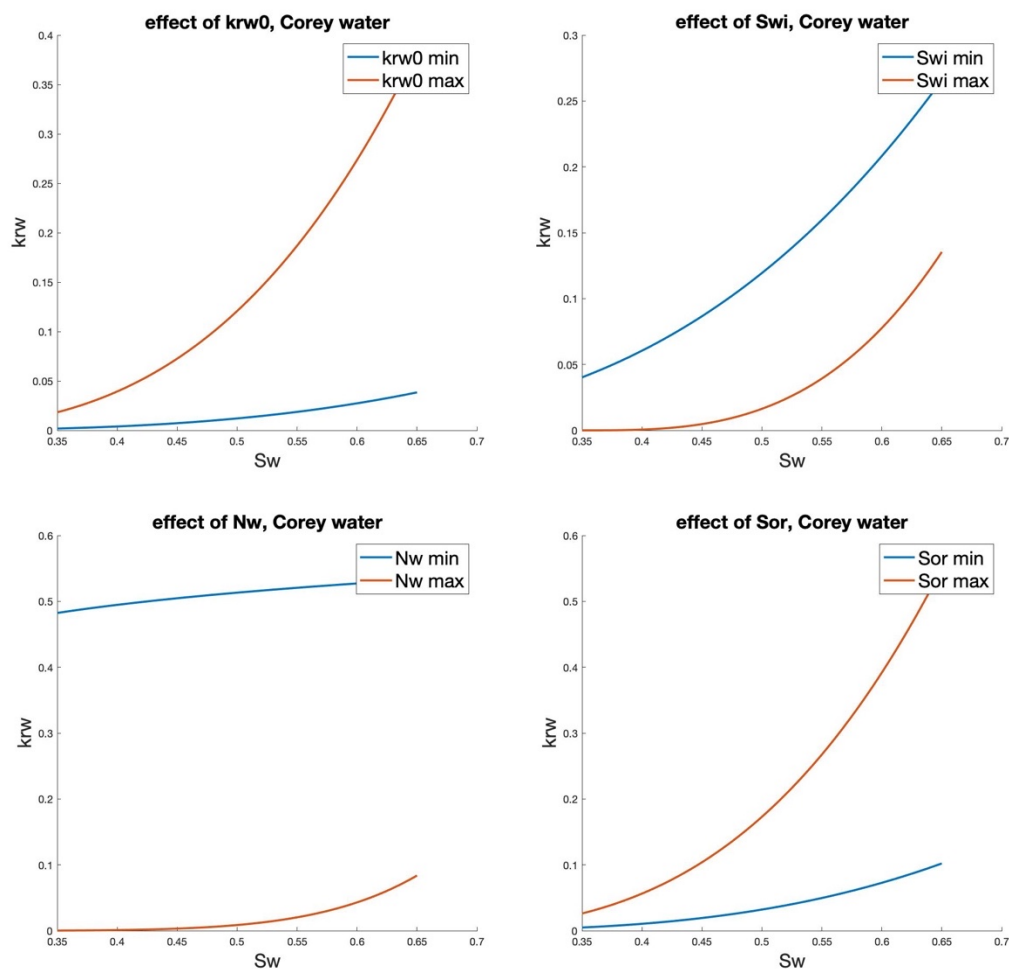 effect of krw0, Corey water
krw0 min
krw0 max
0.4
0.35
0.3
0.25
0.2
0.15
0.1
0.05
0
krw
0.35 0.4 0.45 0.5 0.55 0.6 0.65 0.7
Sw
effect of Swi, Corey water
Swi min
Swi max
0.3
0.25
0.2
0.15
0.1
0.05
0
krw
0.35 0.4 0.45 0.5 0.55 0.6 0.65 0.7
Sw
effect of Nw, Corey water
Nw min
Nw max
0.6
0.5
0.4
0.3
0.2
0.1
0
krw
0.35 0.4 0.45 0.5 0.55 0.6 0.65 0.7
Sw
effect of Sor, Corey water
Sor min
Sor max
0.6
0.5
0.4
0.3
0.2
0.1
0
krw
0.35 0.4 0.45 0.5 0.55 0.6 0.65 0.7
Sw